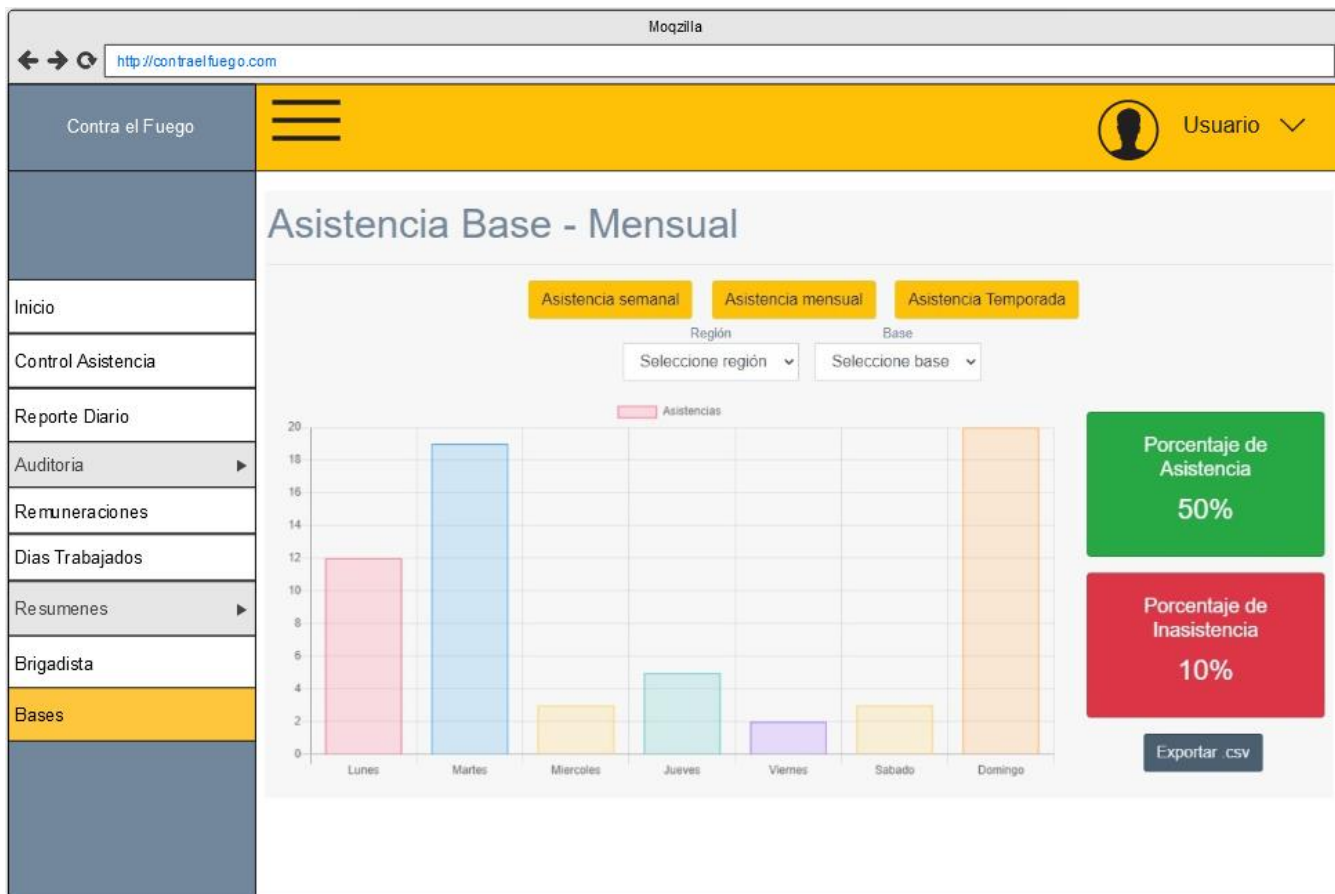 Moqzilla
http://contraelfuego.com
Contra el Fuego
Usuario
Inicio
Control Asistencia
Reporte Diario
Auditoria
Remuneraciones
Dias Trabajados
Resumenes
Brigadista
Bases
Asistencia Base - Mensual
Asistencia semanal
Asistencia mensual
Asistencia Temporada
Región
Base
Seleccione región
Seleccione base
Asistencias
20
18
16
14
12
10
8
6
4
2
0
Lunes
Martes
Miercoles
Jueves
Viernes
Sabado
Domingo
Porcentaje de
Asistencia
50%
Porcentaje de
Inasistencia
10%
Exportar .csv